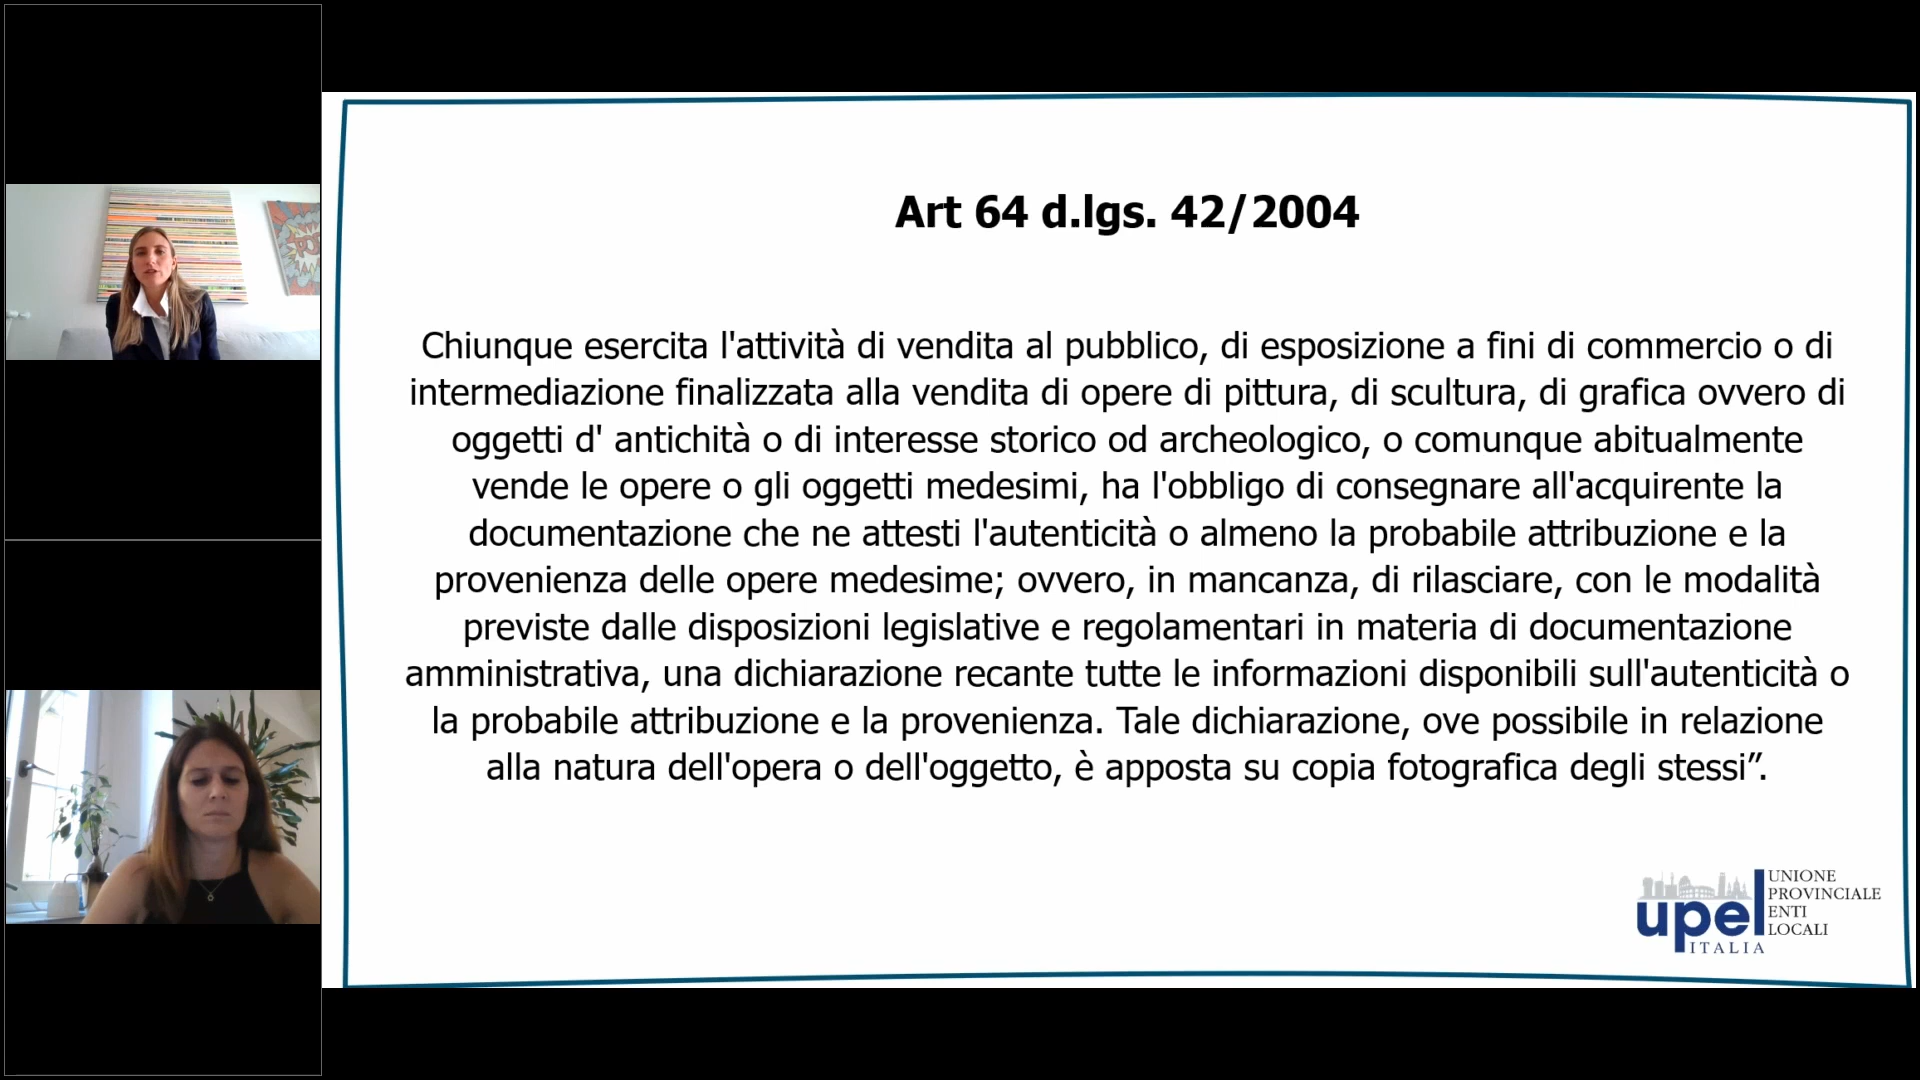 Art 64 d.lgs. 42/2004
Chiunque esercita l'attività di vendita al pubblico, di esposizione a fini di commercio o di
intermediazione finalizzata alla vendita di opere di pittura, di scultura, di grafica ovvero di
oggetti d' antichità o di interesse storico od archeologico, o comunque abitualmente
vende le opere o gli oggetti medesimi, ha l'obbligo di consegnare all'acquirente la
documentazione che ne attesti l'autenticità o almeno la probabile attribuzione e la
provenienza delle opere medesime; ovvero, in mancanza, di rilasciare, con le modalità
previste dalle disposizioni legislative e regolamentari in materia di documentazione
amministrativa, una dichiarazione recante tutte le informazioni disponibili sull'autenticità o
la probabile attribuzione e la provenienza. Tale dichiarazione, ove possibile in relazione
alla natura dell'opera o dell'oggetto, è apposta su copia fotografica degli stessi”.
upel
ITALIA
UNIONE
PROVINCIALE
ENTI
LOCALI